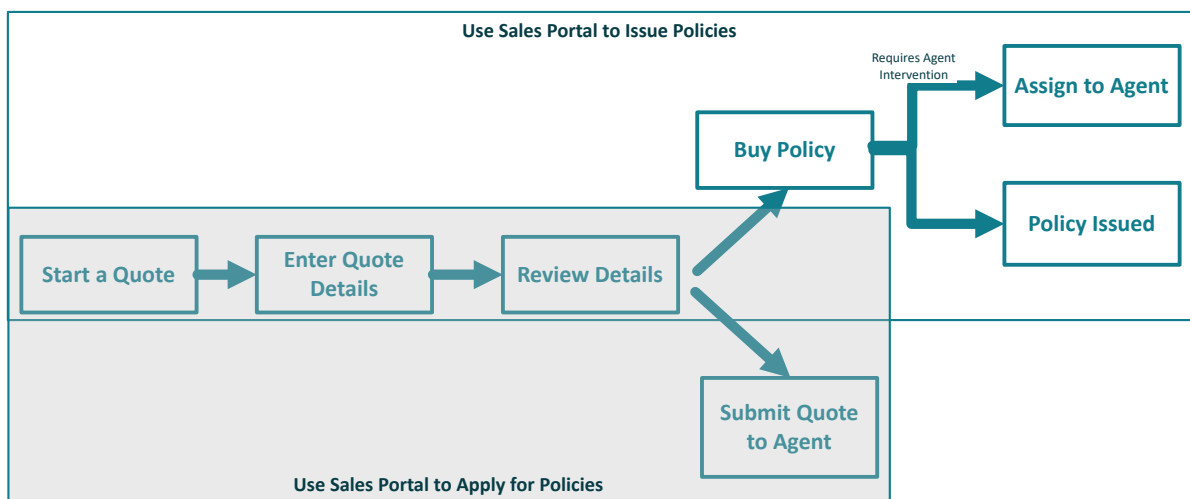 Use Sales Portal to Issue Policies
Requires Agent
Intervention
Assign to Agent
Buy Policy
Policy Issued
Start a Quote
Enter Quote
Details
Review Details
Submit Quote
to Agent
Use Sales Portal to Apply for Policies